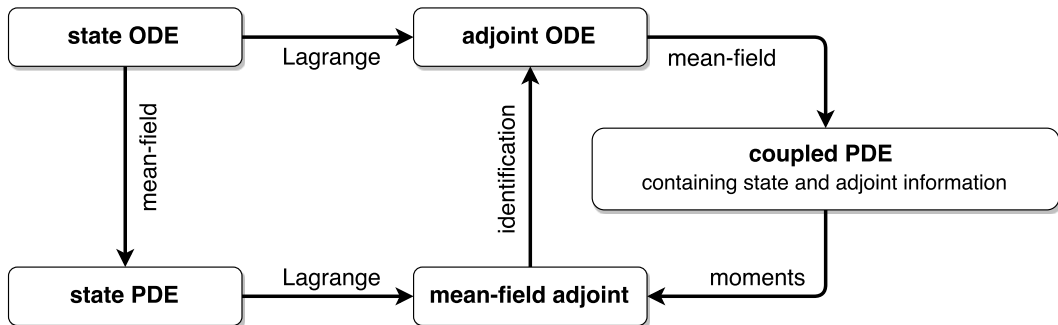 state ODE
Lagrange
adjoint ODE
mean-field
mean-field
identification
coupled PDE
containing state and adjoint information
state PDE
Lagrange
mean-field adjoint
moments